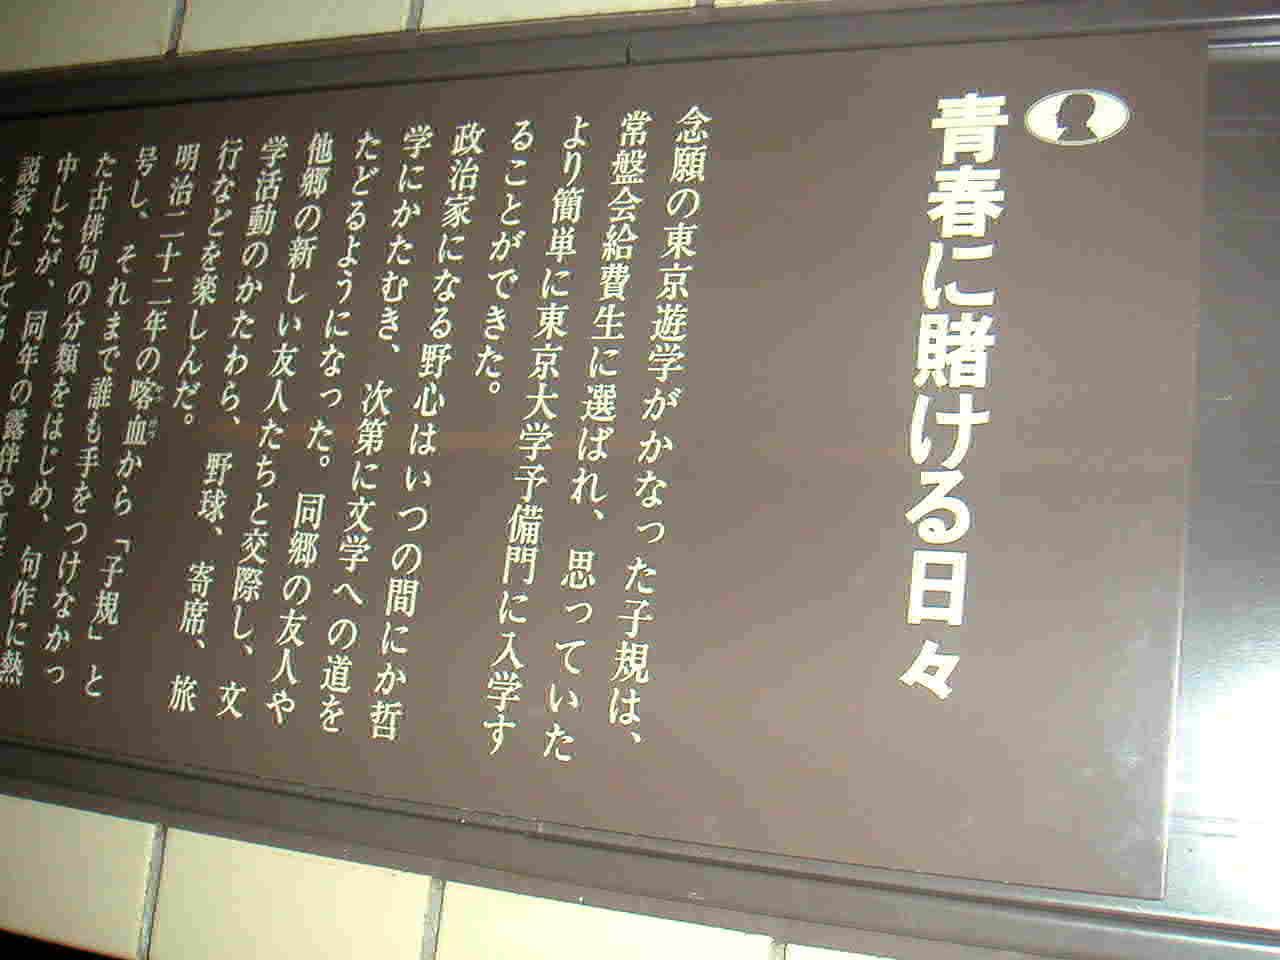 青春に賭ける日々
念願の東京遊学がかなった子規は、
常盤会給費生に選ばれ、思っていた
より簡単に東京大学予備門に入学す
ることができた。
政治家になる野心はいつの間にか哲
学にかたむき、次第に文学への道を
たどるようになった。同郷の友人や
他郷の新しい友人たちと交際し、文
学活動のかたわら、野球、寄席、旅
行などを楽しんだ。
明治二十二年の喀血から「子規」と
号し、それまで誰も手をつけなかっ
た古俳句の分類をはじめ、句作に熱
中したが、同年の露伴や
説家として